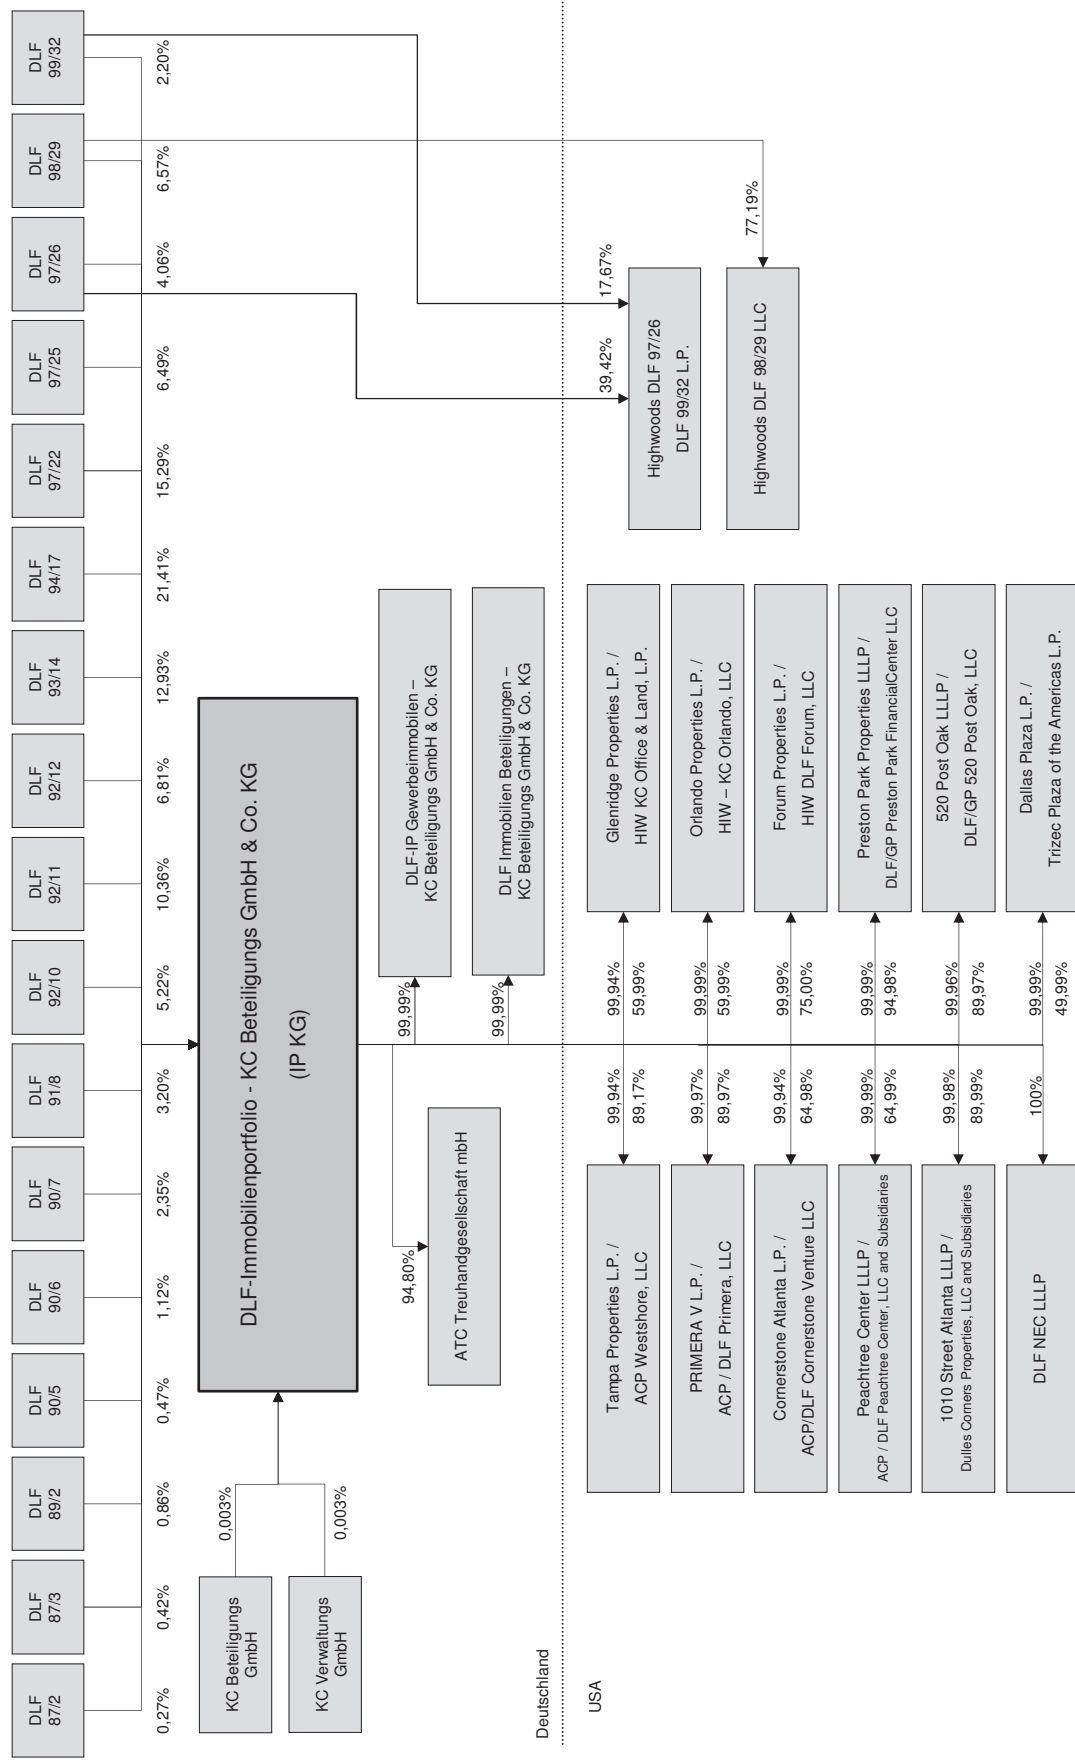 DLF
87/2
DLF
87/3
DLF
89/2
DLF
90/5
DLF
90/6
DLF
90/7
DLF
91/8
DLF
92/10
DLF
92/11
DLF
92/12
DLF
93/14
DLF
94/17
DLF
97/22
DLF
97/25
DLF
97/26
DLF
98/29
DLF
99/32
0,27%
0,42%
0,86%
0,47%
1,12%
2,35%
3,20%
5,22%
10,36%
6,81%
12,93%
21,41%
15,29%
6,49%
4,06%
6,57%
2,20%
KC Beteiligungs
GmbH
0,003%
KC Verwaltungs
GmbH
0,003%
DLF-Immobilienportfolio - KC Beteiligungs GmbH & Co. KG
(IP KG)
94,80%
ATC Treuhandgesellschaft mbH
99,99%
DLF-IP Gewerbeimmobilien –
KC Beteiligungs GmbH & Co. KG
99,99%
DLF Immobilien Beteiligungen –
KC Beteiligungs GmbH & Co. KG
Deutschland
USA
Tampa Properties L.P. /
ACP Westshore, LLC
99,94%
89,17%
99,94%
59,99%
Glenridge Properties L.P. /
HIW KC Office & Land, L.P.
PRIMERA V L.P. /
ACP / DLF Primera, LLC
99,97%
89,97%
99,99%
59,99%
Orlando Properties L.P. /
HIW – KC Orlando, LLC
Cornerstone Atlanta L.P. /
ACP/DLF Cornerstone Venture LLC
99,94%
64,98%
99,99%
75,00%
Forum Properties L.P. /
HIW DLF Forum, LLC
Peachtree Center LLLP /
ACP / DLF Peachtree Center, LLC and Subsidiaries
99,99%
64,99%
99,99%
94,98%
Preston Park Properties LLLP /
DLF/GP Preston Park FinancialCenter LLC
1010 Street Atlanta LLLP /
Dulles Corners Properties, LLC and Subsidiaries
99,98%
89,99%
99,96%
89,97%
520 Post Oak LLLP /
DLF/GP 520 Post Oak, LLC
DLF NEC LLLP
100%
99,99%
49,99%
Dallas Plaza L.P. /
Trizec Plaza of the Americas L.P.
39,42%
17,67%
Highwoods DLF 97/26
DLF 99/32 L.P.
77,19%
Highwoods DLF 98/29 LLC